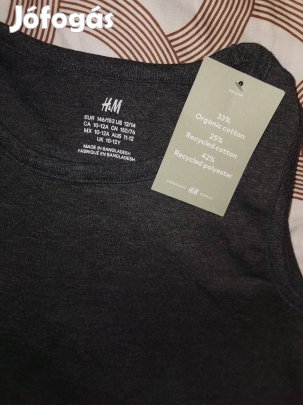 Jófogás
H&M
EUR 146/152 US 12/14
CA 10-12A CN 150/76
MX 10-12A AUS 11-12
UK 10-12Y
MADE IN BANGLADESH
FABRIQUÉ EN BANGLADESH
33%
Organic cotton
25%
Recycled cotton
42%
Recycled polyester
H&M